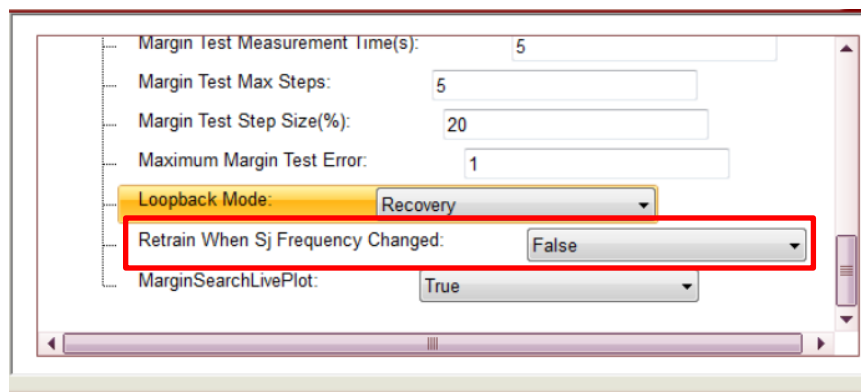 Margin Test Measurement Time(s): 5
Margin Test Max Steps: 5
Margin Test Step Size(%): 20
Maximum Margin Test Error: 1
Loopback Mode: Recovery
Retrain When Sj Frequency Changed: False
MarginSearchLivePlot: True